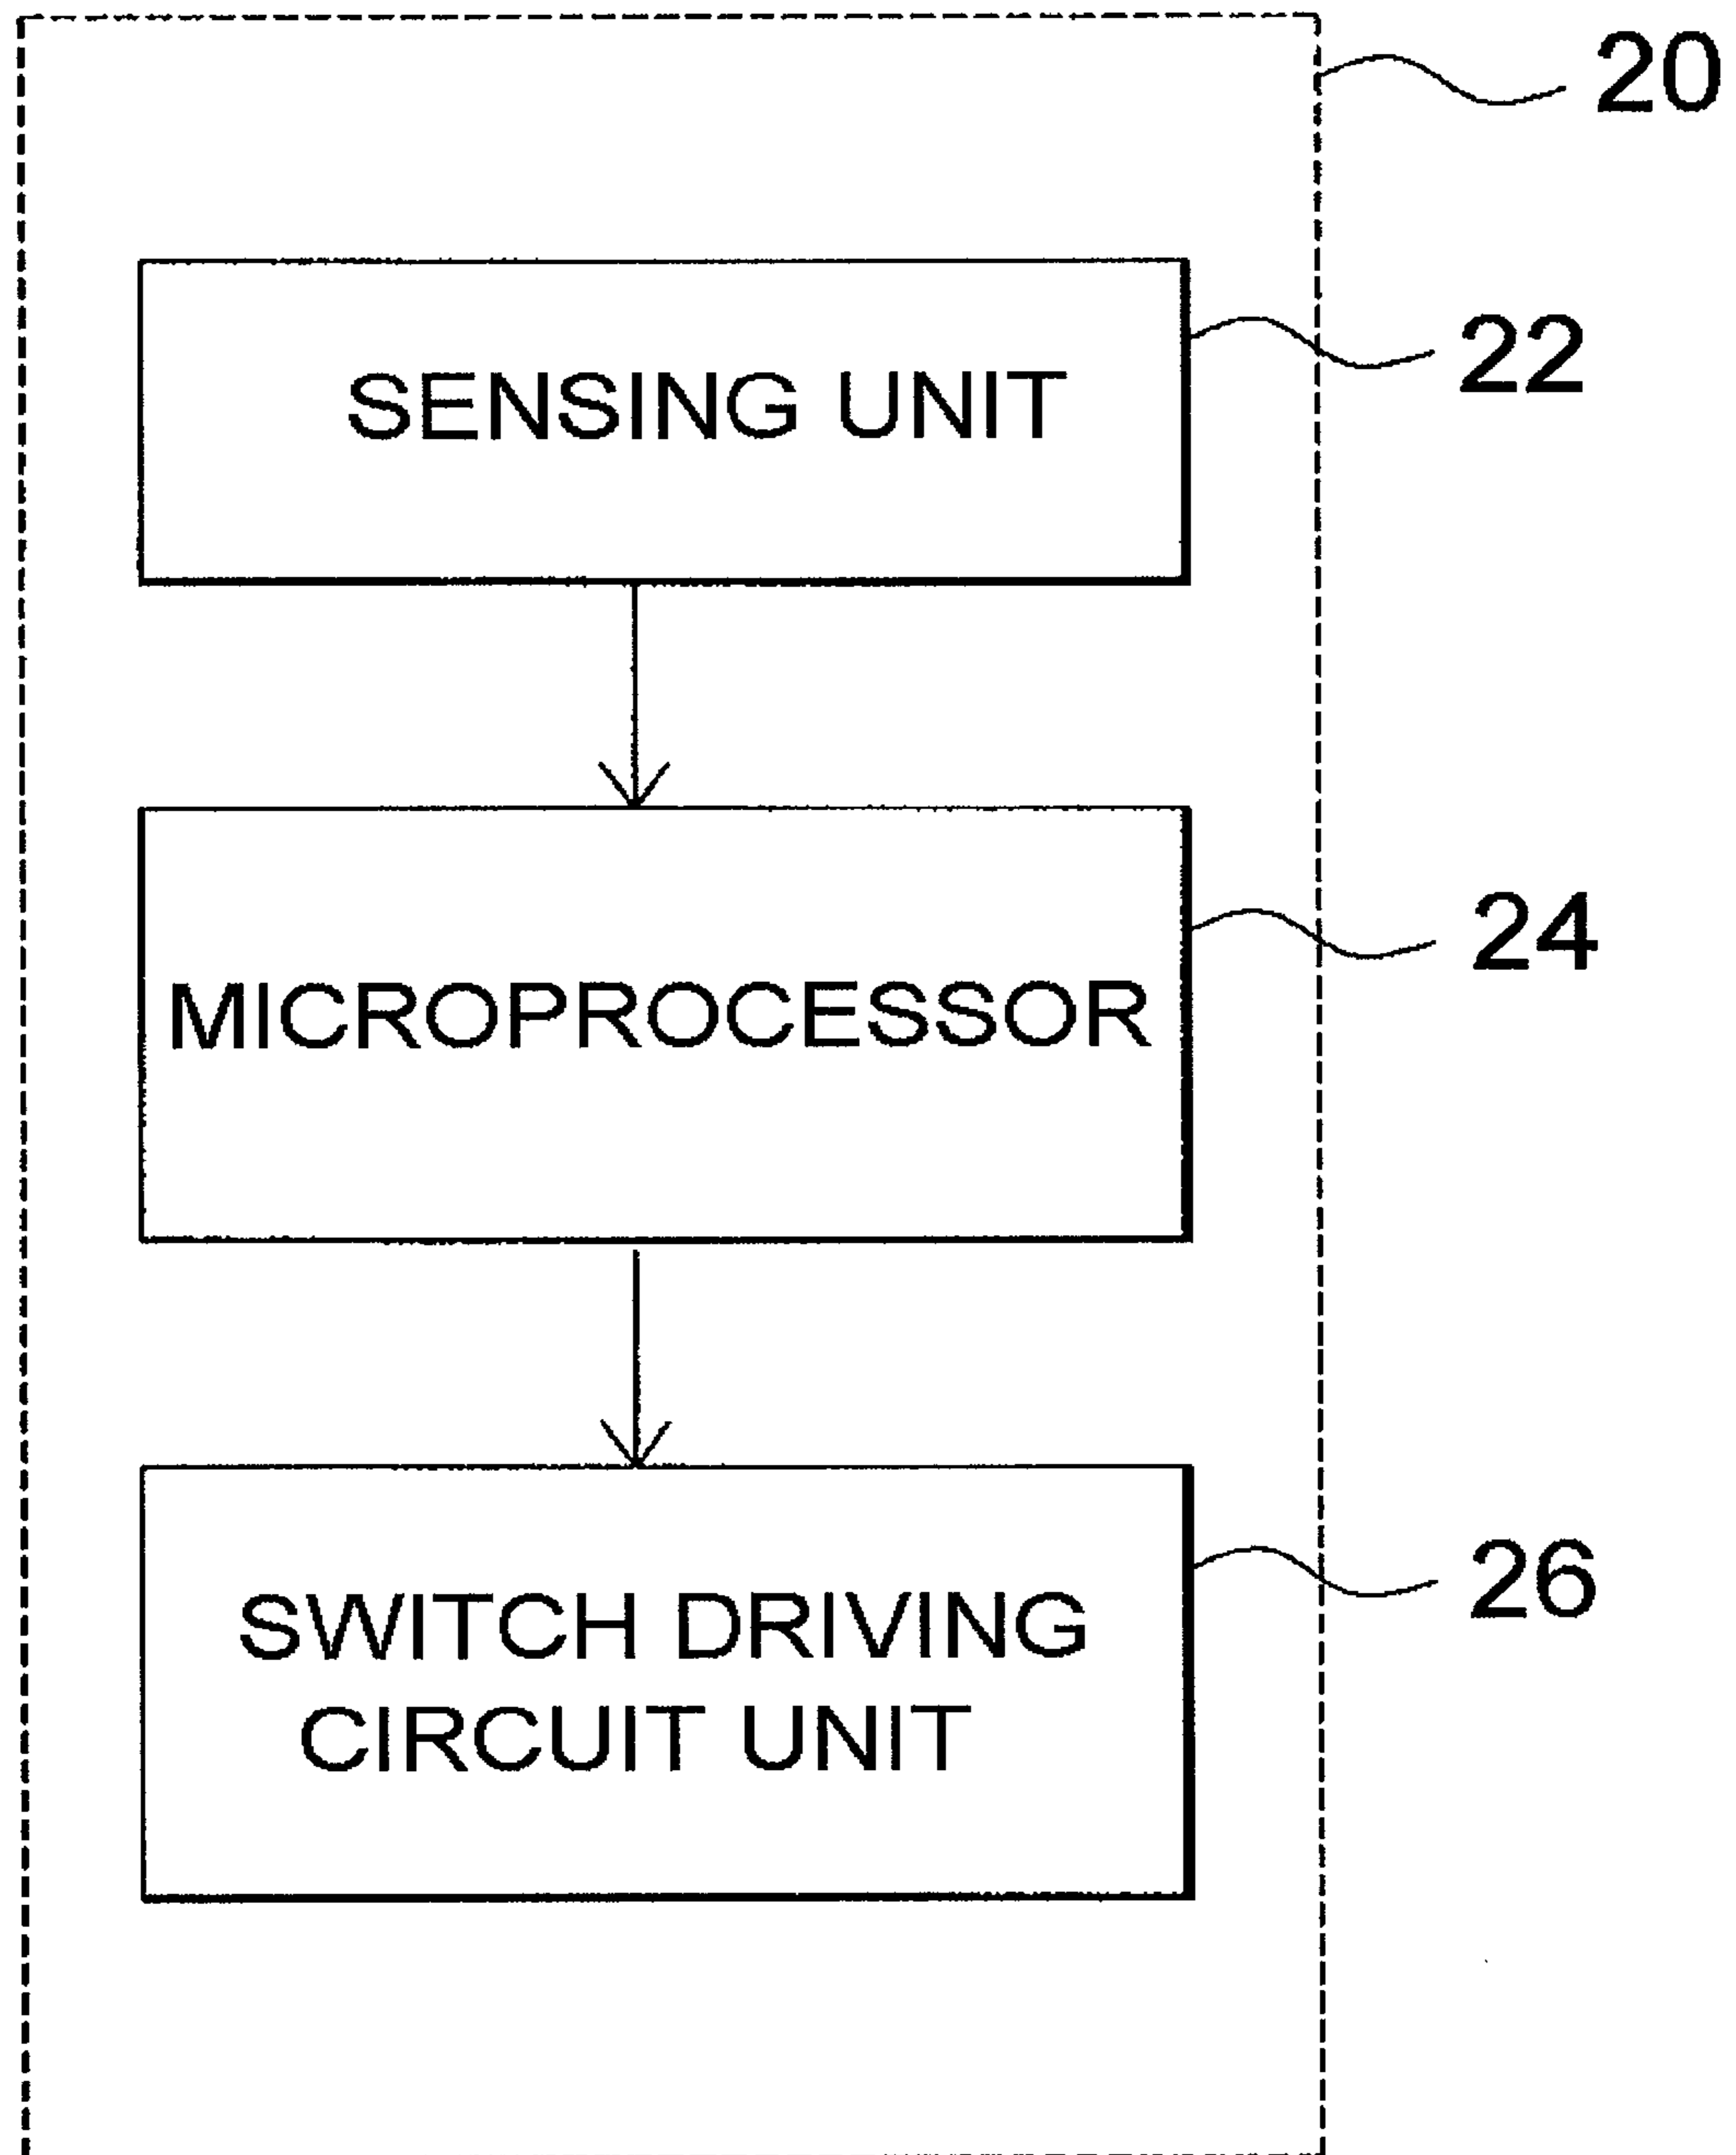 20
SENSING UNIT
22
MICROPROCESSOR
24
SWITCH DRIVING
CIRCUIT UNIT
26